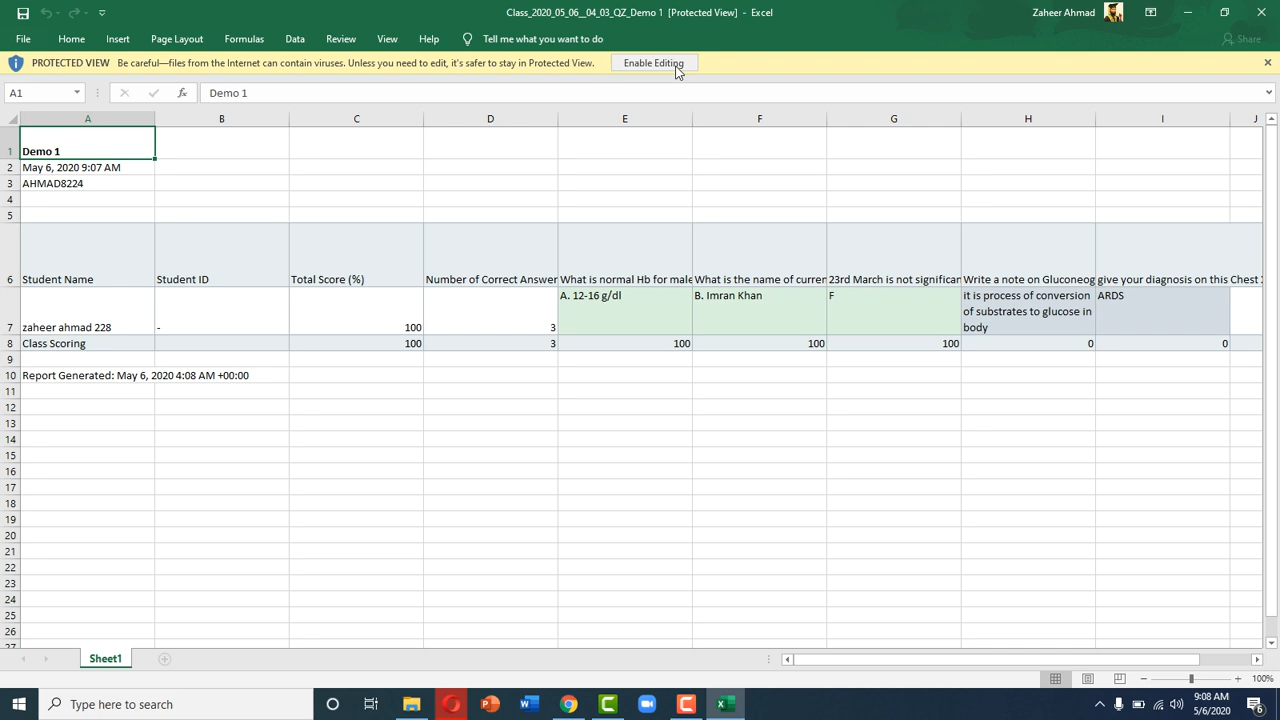 Class_2020_05_06__04_03_QZ_Demo 1 [Protected View] - Excel
Zaheer Ahmad
File Home Insert Page Layout Formulas Data Review View Help Tell me what you want to do Share
PROTECTED VIEW Be careful—files from the Internet can contain viruses. Unless you need to edit, it's safer to stay in Protected View. Enable Editing
A1 fx Demo 1
A B C D E F G H I J
1 Demo 1
2 May 6, 2020 9:07 AM
3 AHMAD8224
4
5
6 Student Name Student ID Total Score (%) Number of Correct Answer What is normal Hb for male What is the name of curren 23rd March is not significan Write a note on Gluconeog give your diagnosis on this Chest
A. 12-16 g/dl B. Imran Khan F it is process of conversion ARDS
of substrates to glucose in
7 zaheer ahmad 228 - 100 3 body
8 Class Scoring 100 3 100 100 100 0 0
9
10 Report Generated: May 6, 2020 4:08 AM +00:00
11
12
13
14
15
16
17
18
19
20
21
22
23
24
25
26
27
Sheet1
100%
Type here to search
9:08 AM
5/6/2020
6